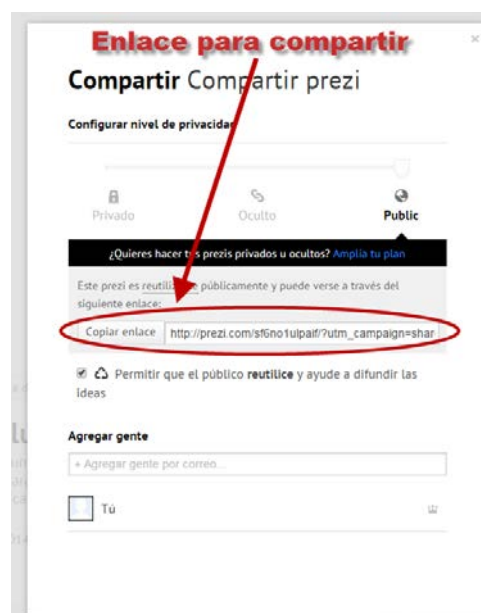 Enlace para compartir
×
Compartir Compartir prezi
Configurar nivel de privacidad
Privado Oculto Public
¿Quieres hacer tus prezis privados u ocultos? Amplía tu plan
Este prezi es reutilizable públicamente y puede verse a través del
siguiente enlace:
Copiar enlace http://prezi.com/sf6no1ulpaif/?utm_campaign=shar
Permitir que el público reutilice y ayude a difundir las
ideas
Agregar gente
+ Agregar gente por correo...
Tú